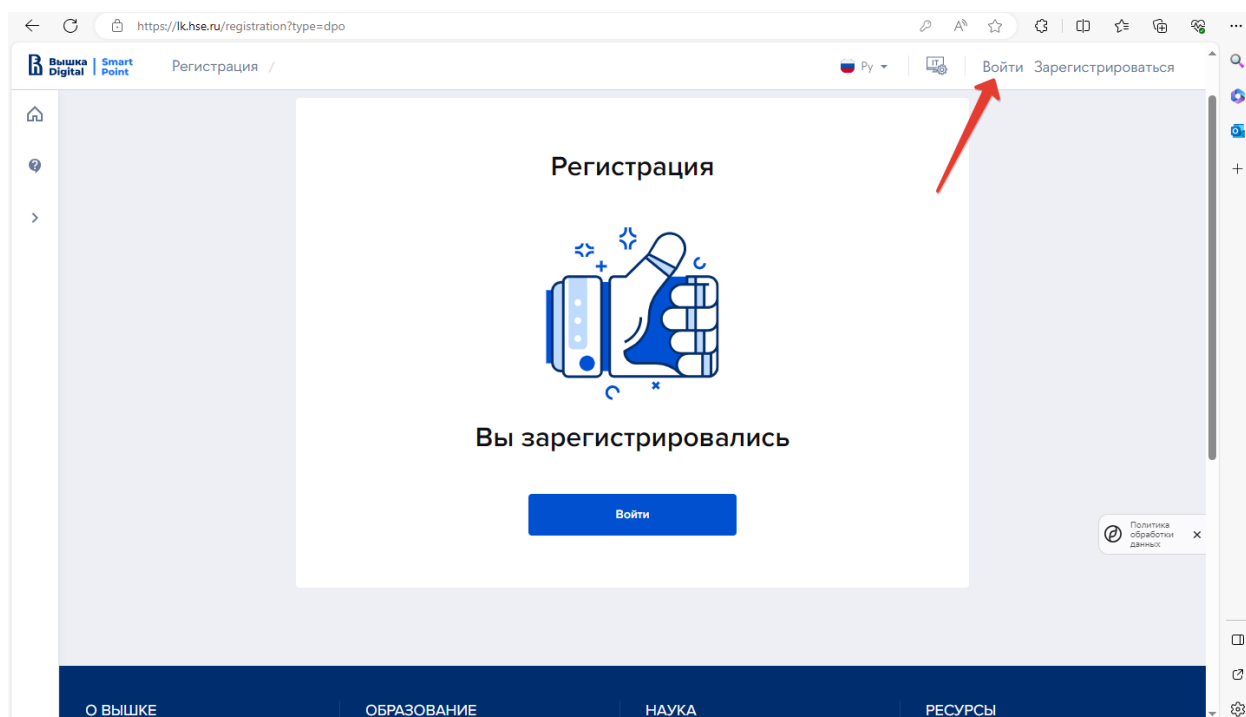 https://lk.hse.ru/registration?type=dpo
Вышка Digital | Smart Point
Регистрация /
Ру
IT
Войти Зарегистрироваться
Регистрация
Вы зарегистрировались
Войти
Политика
обработки
данных
О ВЫШКЕ ОБРАЗОВАНИЕ НАУКА РЕСУРСЫ